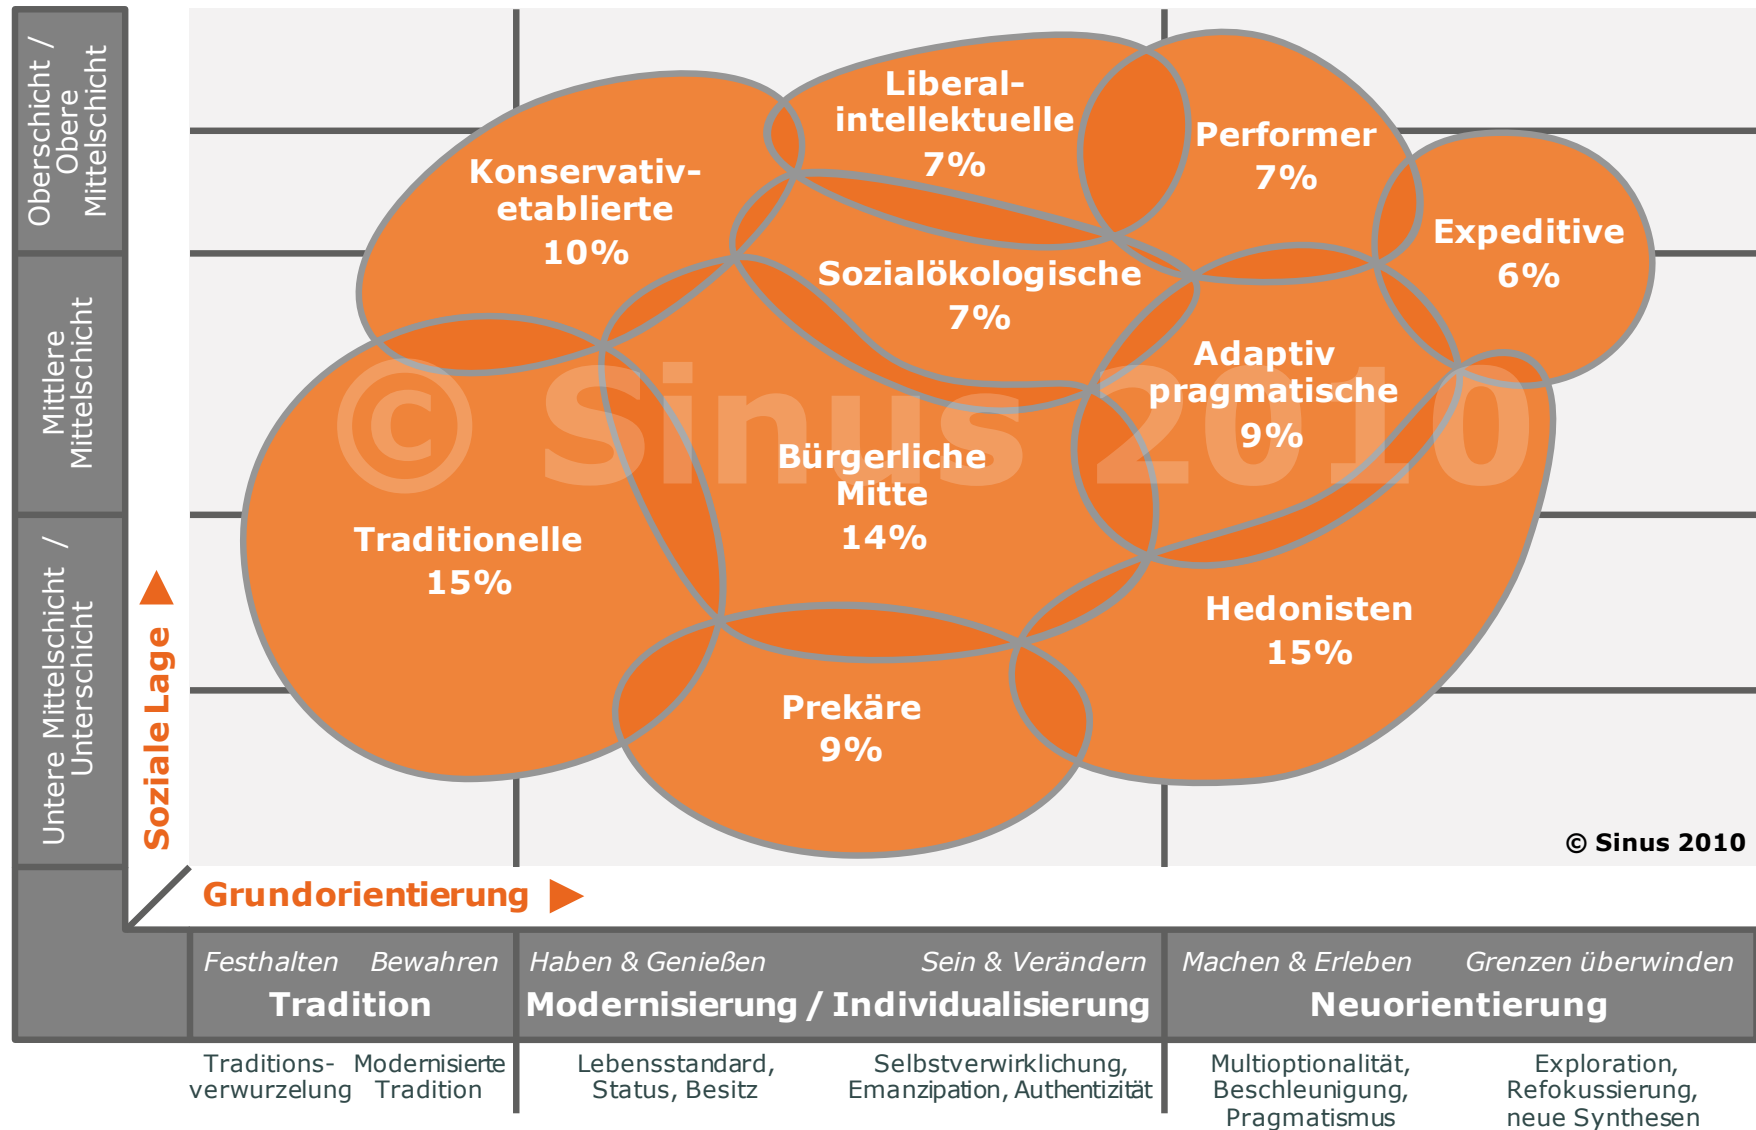 Oberschicht /
Obere
Mittelschicht
Mittlere
Mittelschicht
Untere Mittelschicht /
Unterschicht
Soziale Lage
Liberal-
intellektuelle
7%
Performer
7%
Konservativ-
etablierte
10%
Expeditive
6%
Sozialökologische
7%
Adaptiv
pragmatische
9%
© Sinus 2010
Bürgerliche
Mitte
14%
Traditionelle
15%
Hedonisten
15%
Prekäre
9%
© Sinus 2010
Grundorientierung
Festhalten Bewahren
Tradition
Haben & Genießen Sein & Verändern
Modernisierung / Individualisierung
Machen & Erleben Grenzen überwinden
Neuorientierung
Traditions-
verwurzelung
Modernisierte
Tradition
Lebensstandard,
Status, Besitz
Selbstverwirklichung,
Emanzipation, Authentizität
Multioptionalität,
Beschleunigung,
Pragmatismus
Exploration,
Refokussierung,
neue Synthesen